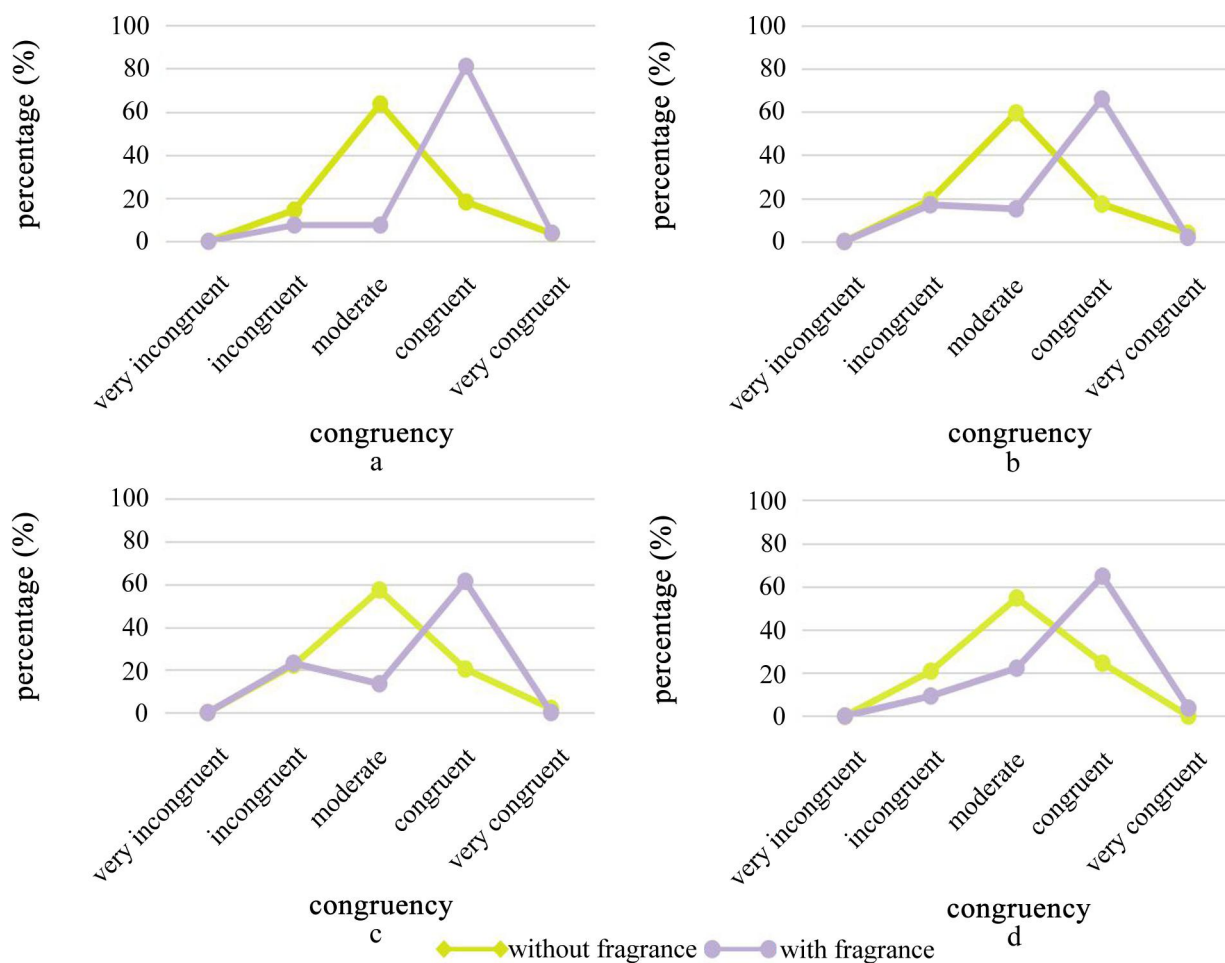 percentage (%)
100
80
60
40
20
0
very incongruent
incongruent
moderate
congruent
very congruent
congruency
a
percentage (%)
100
80
60
40
20
0
very incongruent
incongruent
moderate
congruent
very congruent
congruency
b
percentage (%)
100
80
60
40
20
0
very incongruent
incongruent
moderate
congruent
very congruent
congruency
c
percentage (%)
100
80
60
40
20
0
very incongruent
incongruent
moderate
congruent
very congruent
congruency
d
without fragrance
with fragrance